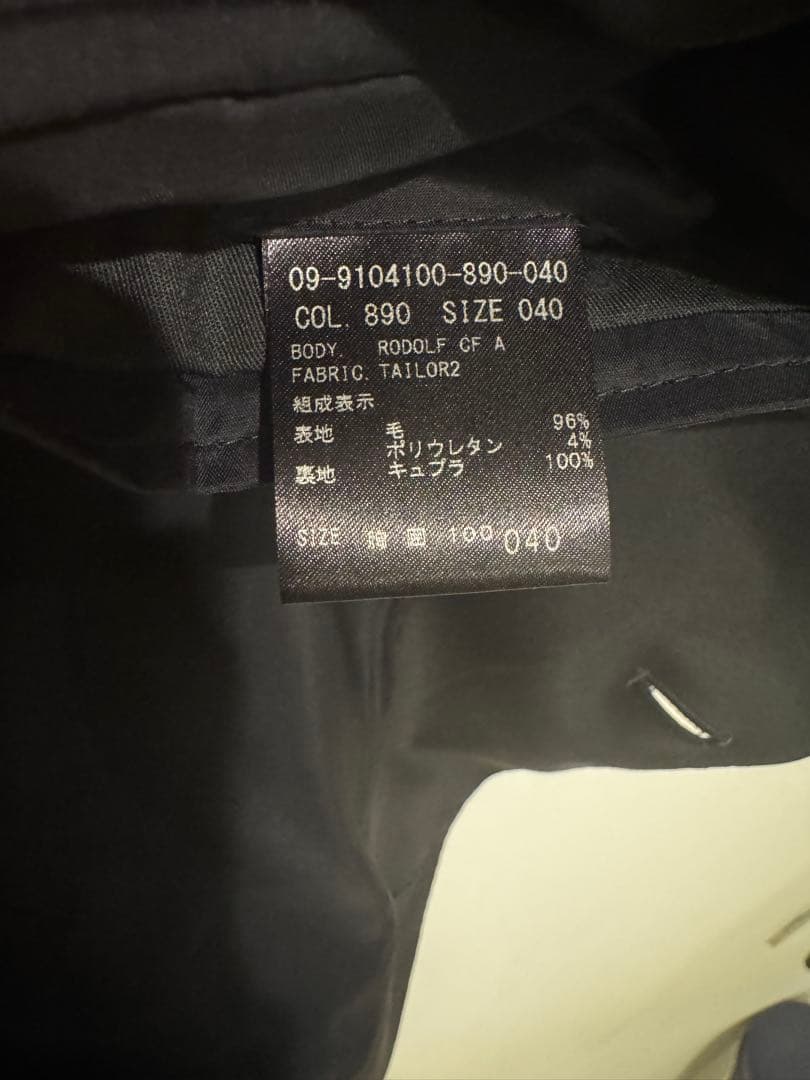 09-9104100-890-040
COL. 890 SIZE 040
BODY. RODOLF CF A
FABRIC. TAILOR2
組成表示
表地 毛 96%
ポリウレタン 4%
裏地 キュプラ 100%
SIZE 胸囲 100 040